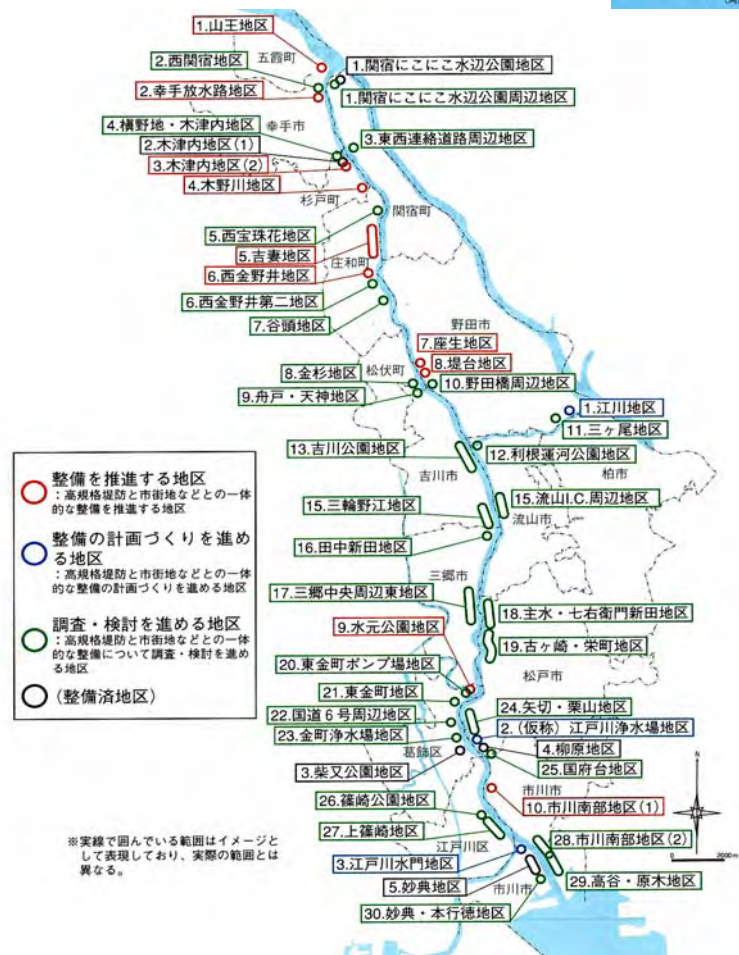 1.山王地区
五霞町
2.西関宿地区
1.関宿にこにこ水辺公園地区
2.幸手放水路地区
1.関宿にこにこ水辺公園周辺地区
4.槇野地・木津内地区
幸手市
3.東西連絡道路周辺地区
2.木津内地区(1)
3.木津内地区(2)
4.木野川地区
杉戸町
関宿町
5.西宝珠花地区
5.吉妻地区
庄和町
6.西金野井地区
6.西金野井第二地区
7.谷頭地区
野田市
7.座生地区
8.堤台地区
松伏町
8.金杉地区
10.野田橋周辺地区
9.舟戸・天神地区
1.江川地区
11.三ヶ尾地区
13.吉川公園地区
12.利根運河公園地区
柏市
吉川市
15.三輪野江地区
15.流山I.C.周辺地区
流山市
16.田中新田地区
三郷市
17.三郷中央周辺東地区
18.主水・七右衛門新田地区
9.水元公園地区
19.古ヶ崎・栄町地区
20.東金町ポンプ場地区
松戸市
21.東金町地区
24.矢切・栗山地区
22.国道6号周辺地区
2.(仮称)江戸川浄水場地区
23.金町浄水場地区
4.柳原地区
葛飾区
3.柴又公園地区
25.国府台地区
市川市
26.篠崎公園地区
10.市川南部地区(1)
27.上篠崎地区
江戸川区
28.市川南部地区(2)
3.江戸川水門地区
5.妙典地区
市川市
29.高谷・原木地区
30.妙典・本行徳地区
N
2000m
整備を推進する地区
:高規格堤防と市街地などとの一体
的な整備を推進する地区
整備の計画づくりを進め
る地区
:高規格堤防と市街地などとの一体
的な整備の計画づくりを進める地区
調査・検討を進める地区
:高規格堤防と市街地などとの一体
的な整備について調査・検討を進め
る地区
(整備済地区)
※実線で囲んでいる範囲はイメージと
して表現しており、実際の範囲とは
異なる。